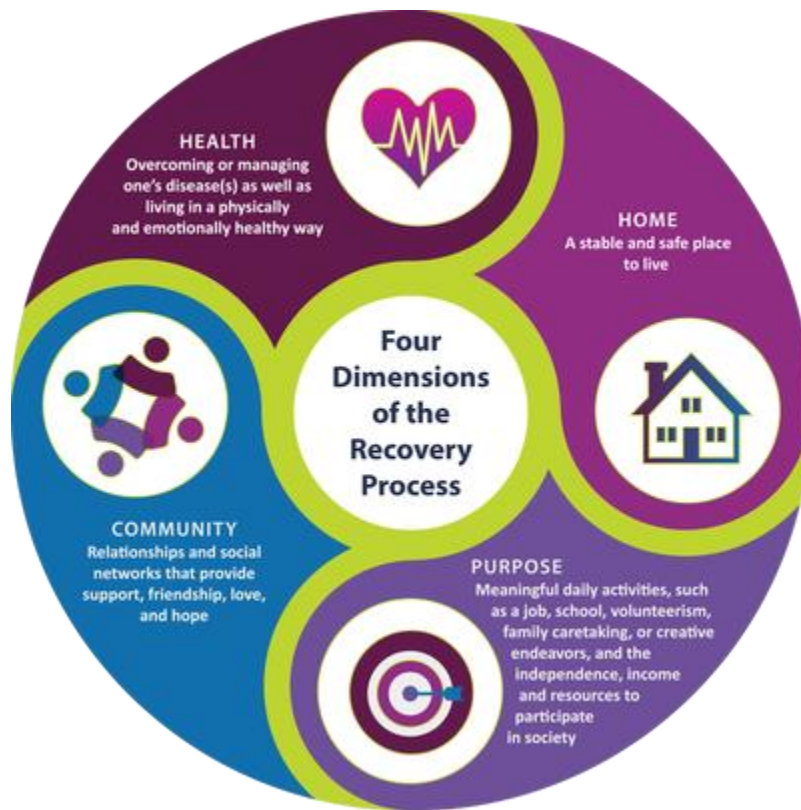 HEALTH
Overcoming or managing
one's disease(s) as well as
living in a physically
and emotionally healthy way
HOME
A stable and safe place
to live
Four
Dimensions
of the
Recovery
Process
COMMUNITY
Relationships and social
networks that provide
support, friendship, love,
and hope
PURPOSE
Meaningful daily activities, such
as a job, school, volunteerism,
family caretaking, or creative
endeavors, and the
independence, income
and resources to
participate
in society